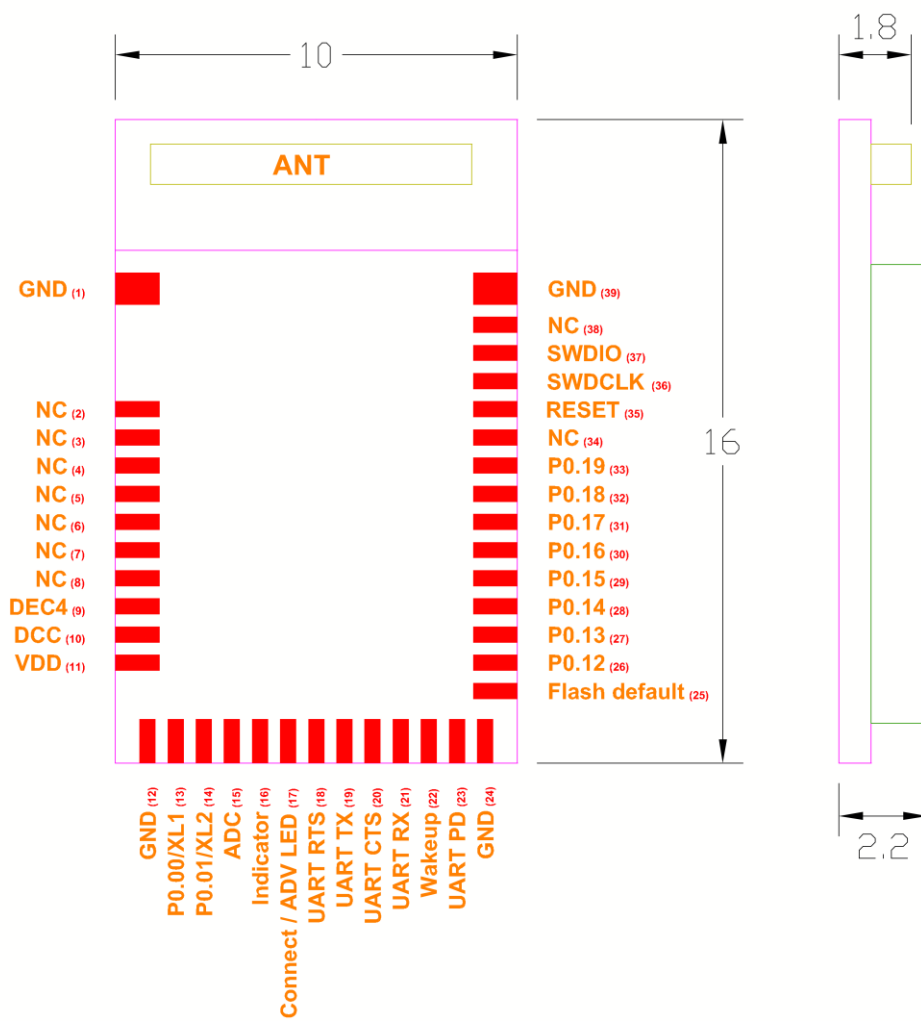 10
1.8
ANT
GND (1)
GND (39)
NC (38)
SWDIO (37)
SWDCLK (36)
NC (2)
RESET (35)
NC (3)
NC (34)
16
NC (4)
P0.19 (33)
NC (5)
P0.18 (32)
NC (6)
P0.17 (31)
NC (7)
P0.16 (30)
NC (8)
P0.15 (29)
DEC4 (9)
P0.14 (28)
DCC (10)
P0.13 (27)
VDD (11)
P0.12 (26)
Flash default (25)
GND (12)
P0.00/XL1 (13)
P0.01/XL2 (14)
ADC (15)
Indicator (16)
Connect / ADV LED (17)
UART RTS (18)
UART TX (19)
UART CTS (20)
UART RX (21)
Wakeup (22)
UART PD (23)
GND (24)
2.2